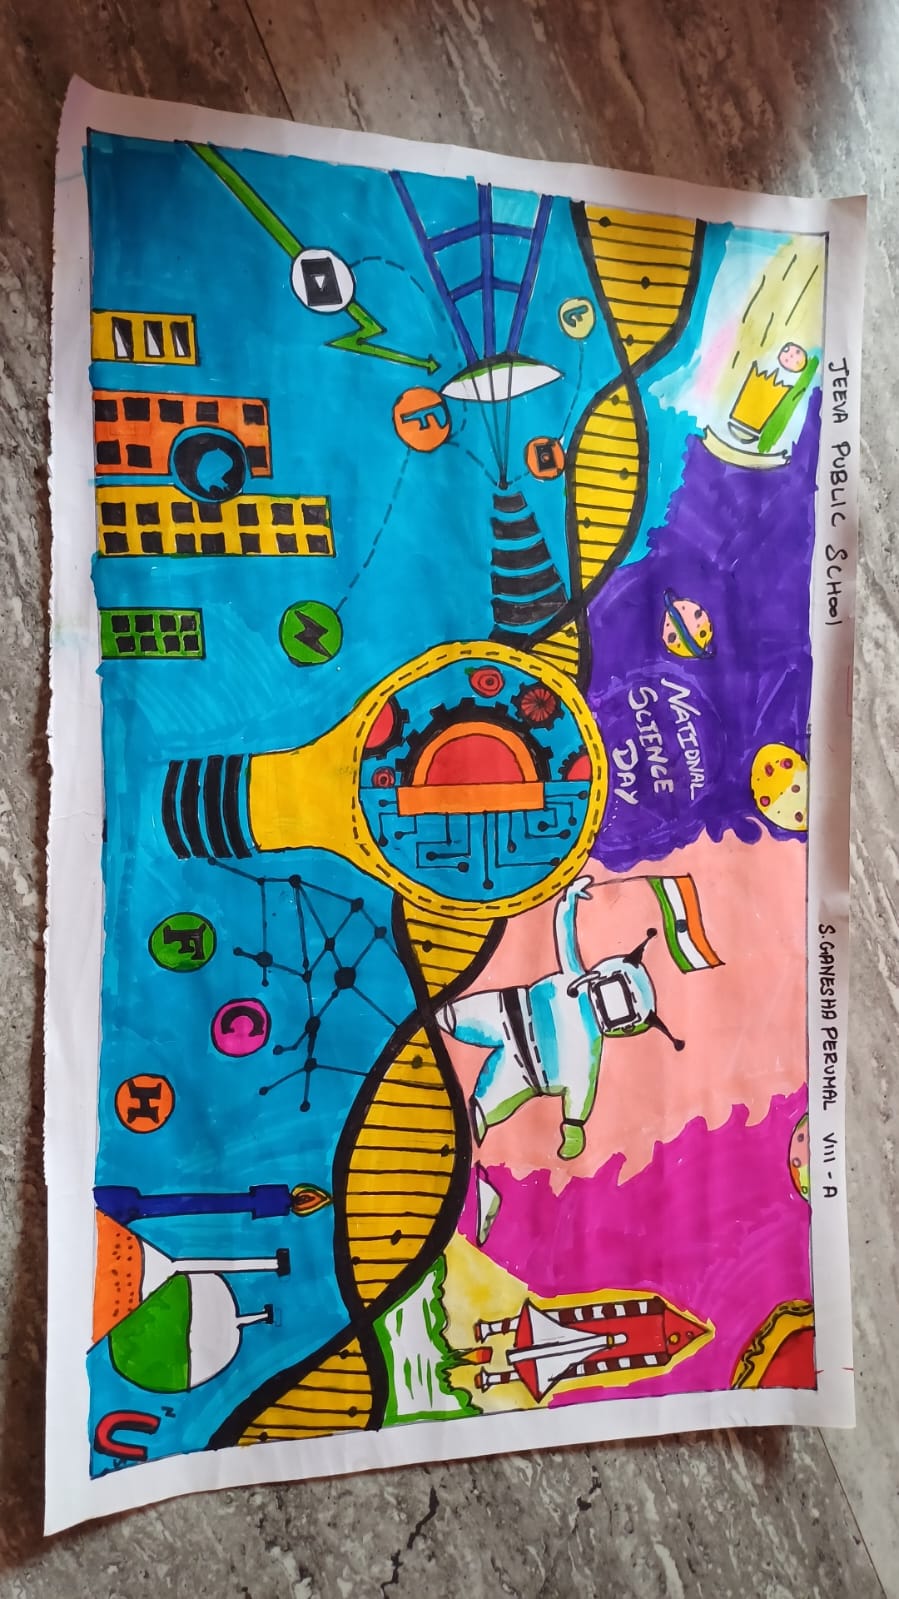 JEEVA PUBLIC SCHOOL
S. GANESHA PERUMAL VIII - A
NATIONAL
SCIENCE
DAY
t
F
F
C
H
N
U
S